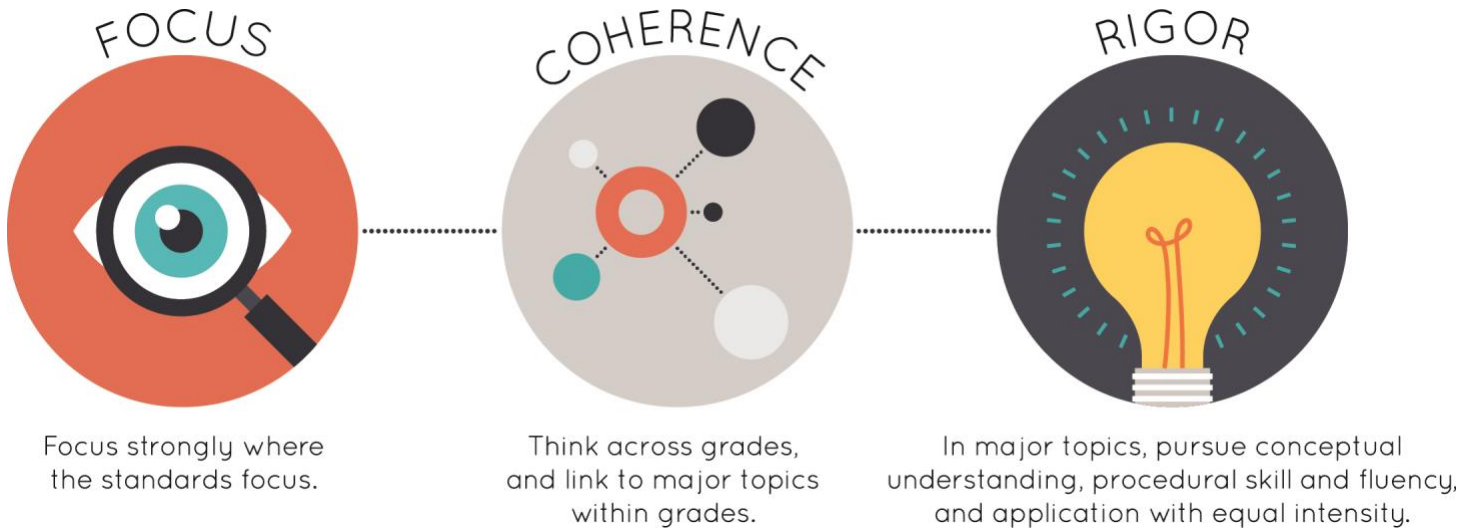 FOCUS
Focus strongly where
the standards focus.
COHERENCE
Think across grades,
and link to major topics
within grades.
RIGOR
In major topics, pursue conceptual
understanding, procedural skill and fluency,
and application with equal intensity.